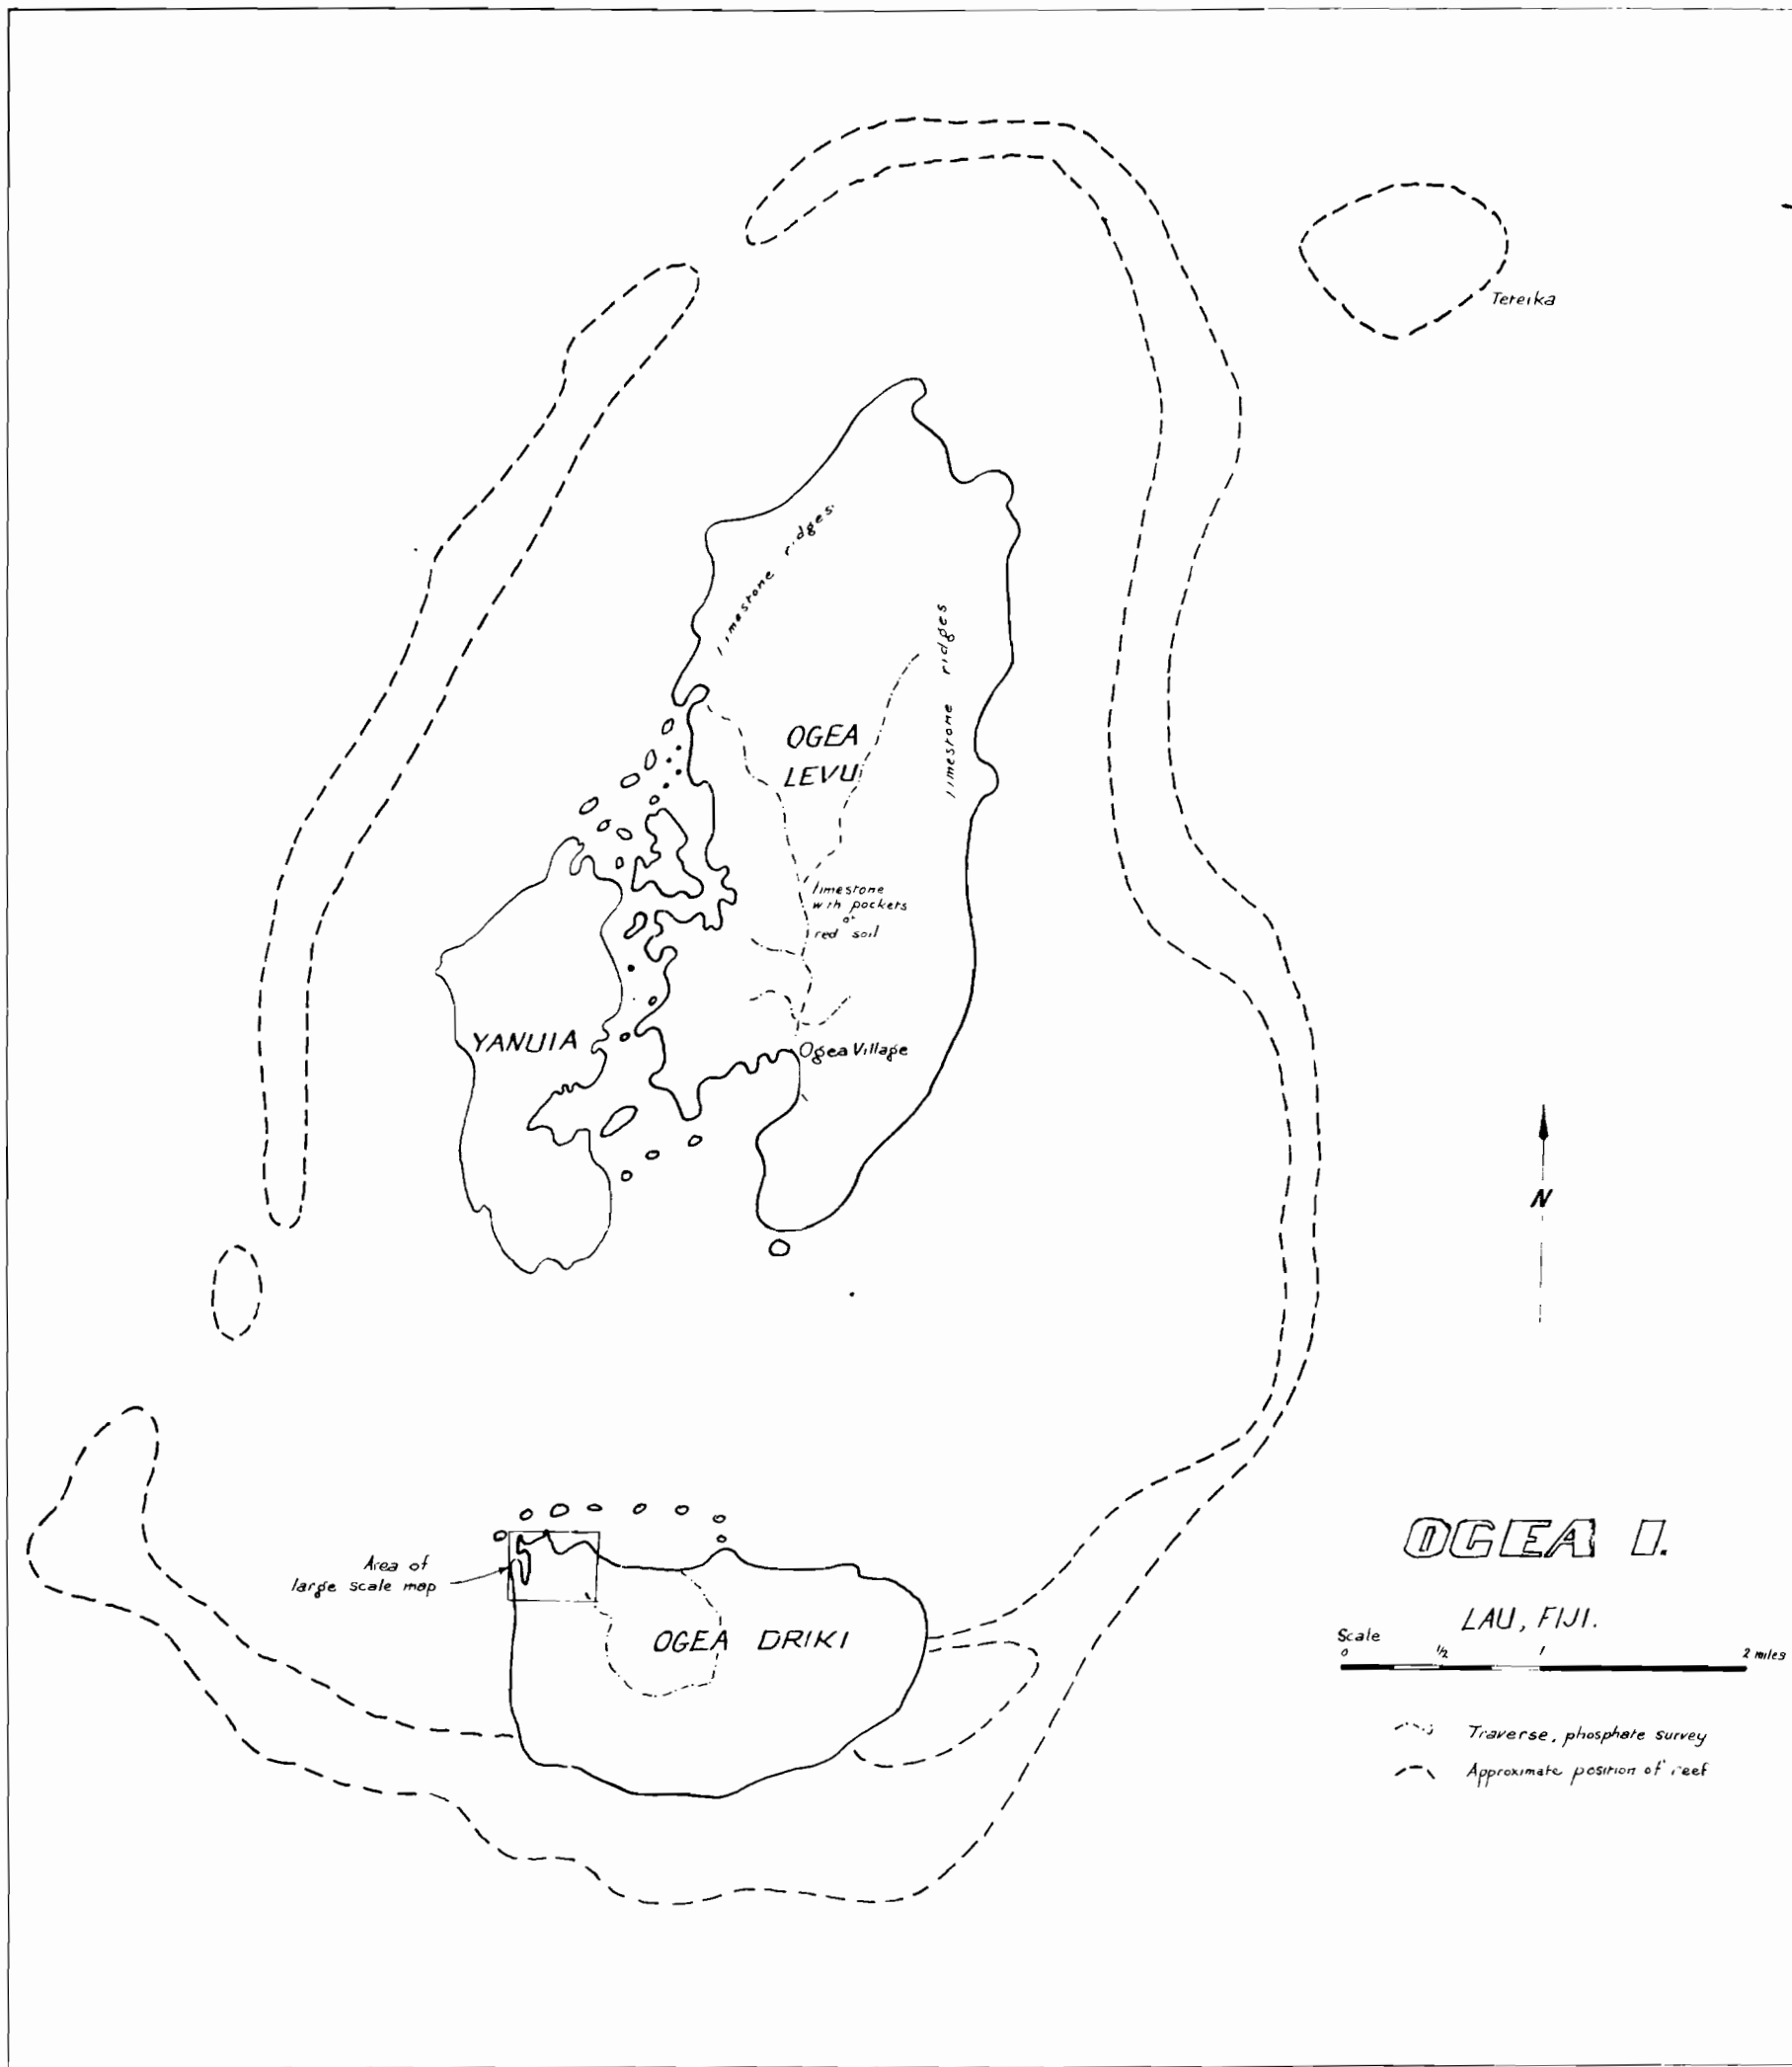 Tereika
limestone ridges
limestone ridges
OGEA
LEVU
limestone
with pockets
of
red soil
YANUIA
Ogea Village
N
Area of
large scale map
OGEA DRIKI
OGEA I.
LAU, FIJI.
Scale
0 1/2 1 2 miles
Traverse, phosphate survey
Approximate position of reef